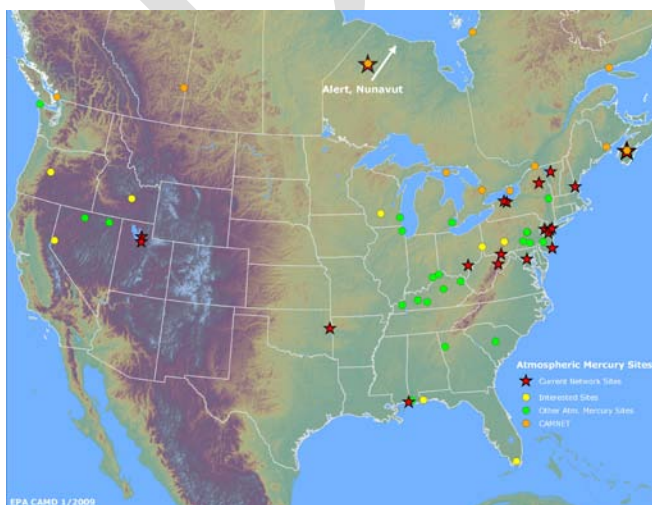 Alert, Nunavut
Atmospheric Mercury Sites
Current Network Sites
Interested Sites
Other Atm. Mercury Sites
CAMNET
EPA CAMD 1/2009